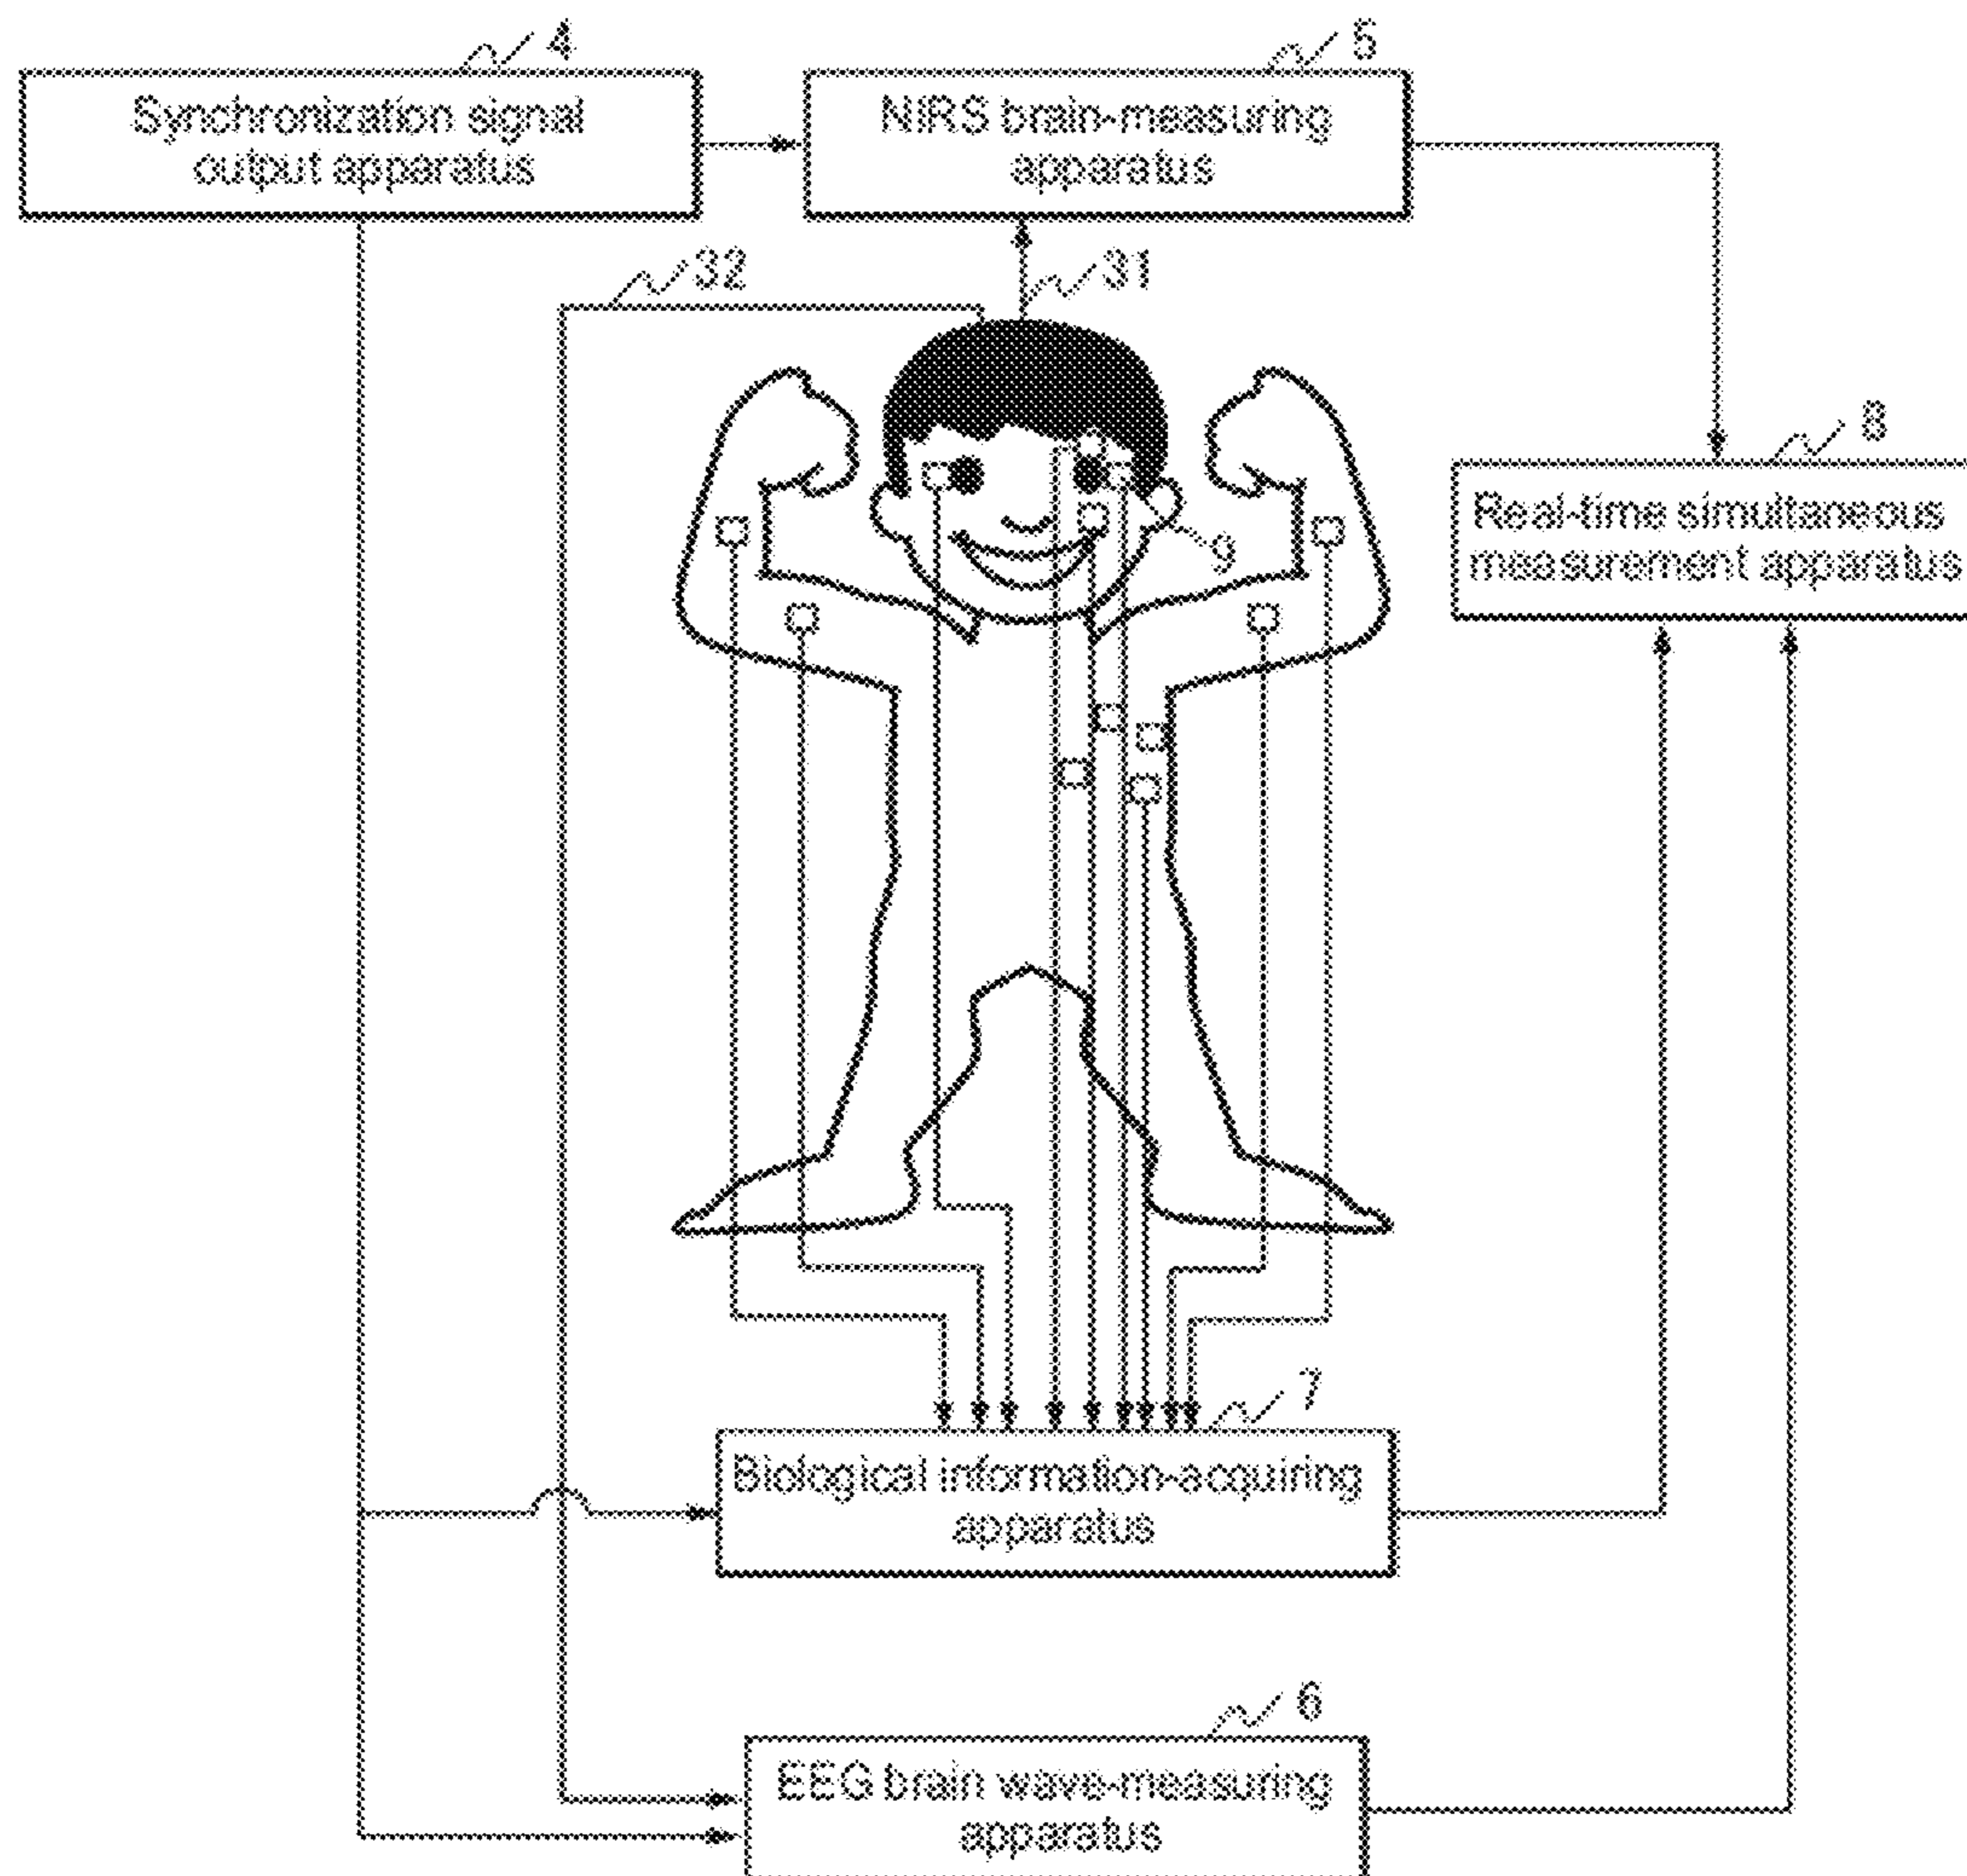 4
5
Synchronization signal
output apparatus
NIRS brain-measuring
apparatus
32
31
8
Real-time simultaneous
measurement apparatus
9
7
Biological information-acquiring
apparatus
6
EEG brain wave-measuring
apparatus